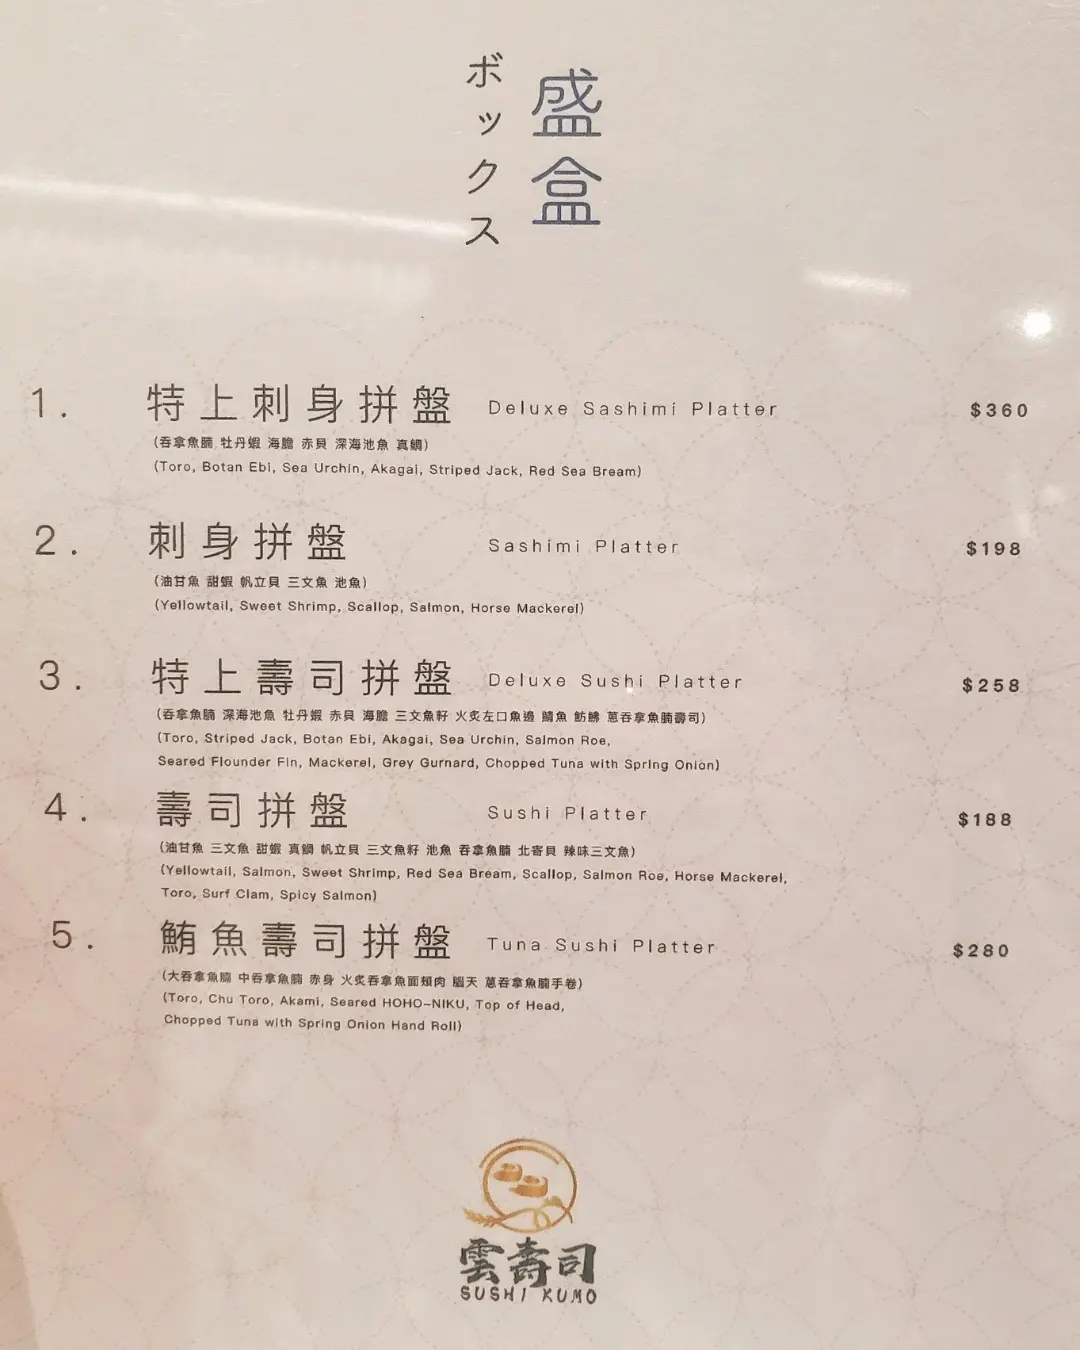 盛盒
ボックス
1. 特上刺身拼盤 Deluxe Sashimi Platter $360
(吞拿魚腩 牡丹蝦 海膽 赤貝 深海池魚 真鯛)
(Toro, Botan Ebi, Sea Urchin, Akagai, Striped Jack, Red Sea Bream)
2. 刺身拼盤 Sashimi Platter $198
(油甘魚 甜蝦 帆立貝 三文魚 池魚)
(Yellowtail, Sweet Shrimp, Scallop, Salmon, Horse Mackerel)
3. 特上壽司拼盤 Deluxe Sushi Platter $258
(吞拿魚腩 深海池魚 牡丹蝦 赤貝 海膽 三文魚籽 火炙左口魚邊 鯖魚 魴鮄 蔥吞拿魚腩壽司)
(Toro, Striped Jack, Botan Ebi, Akagai, Sea Urchin, Salmon Roe,
Seared Flounder Fin, Mackerel, Grey Gurnard, Chopped Tuna with Spring Onion)
4. 壽司拼盤 Sushi Platter $188
(油甘魚 三文魚 甜蝦 真鯛 帆立貝 三文魚籽 池魚 吞拿魚腩 北寄貝 辣味三文魚)
(Yellowtail, Salmon, Sweet Shrimp, Red Sea Bream, Scallop, Salmon Roe, Horse Mackerel,
Toro, Surf Clam, Spicy Salmon)
5. 鮪魚壽司拼盤 Tuna Sushi Platter $280
(大吞拿魚腩 中吞拿魚腩 赤身 火炙吞拿魚面頰肉 腦天 蔥吞拿魚腩手卷)
(Toro, Chu Toro, Akami, Seared HOHO-NIKU, Top of Head,
Chopped Tuna with Spring Onion Hand Roll)
雲壽司
SUSHI KUMO